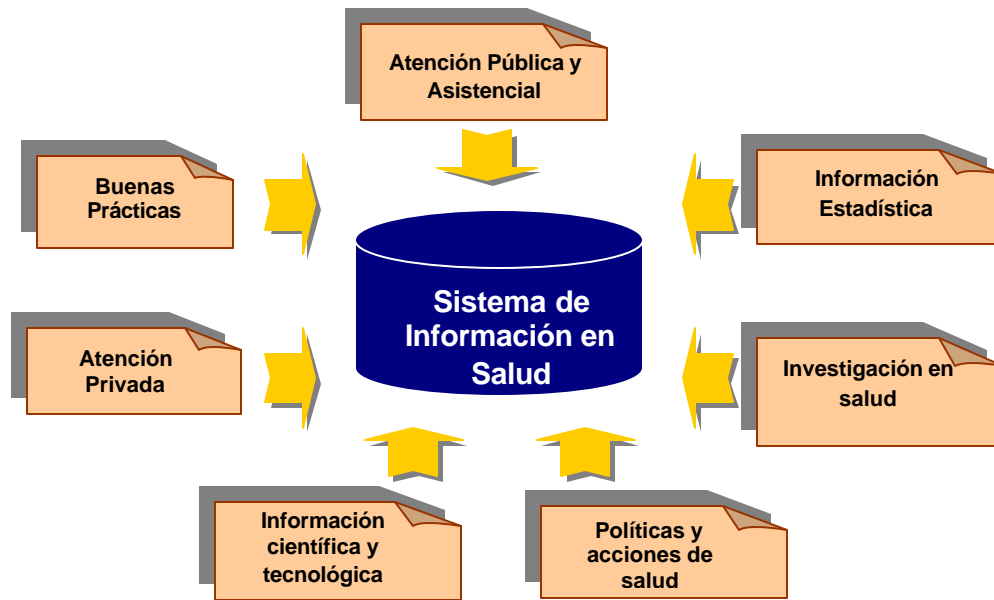 Atención Pública y
Asistencial
Buenas
Prácticas
Información
Estadística
Sistema de
Información en
Salud
Atención
Privada
Investigación en
salud
Información
científica y
tecnológica
Políticas y
acciones de
salud